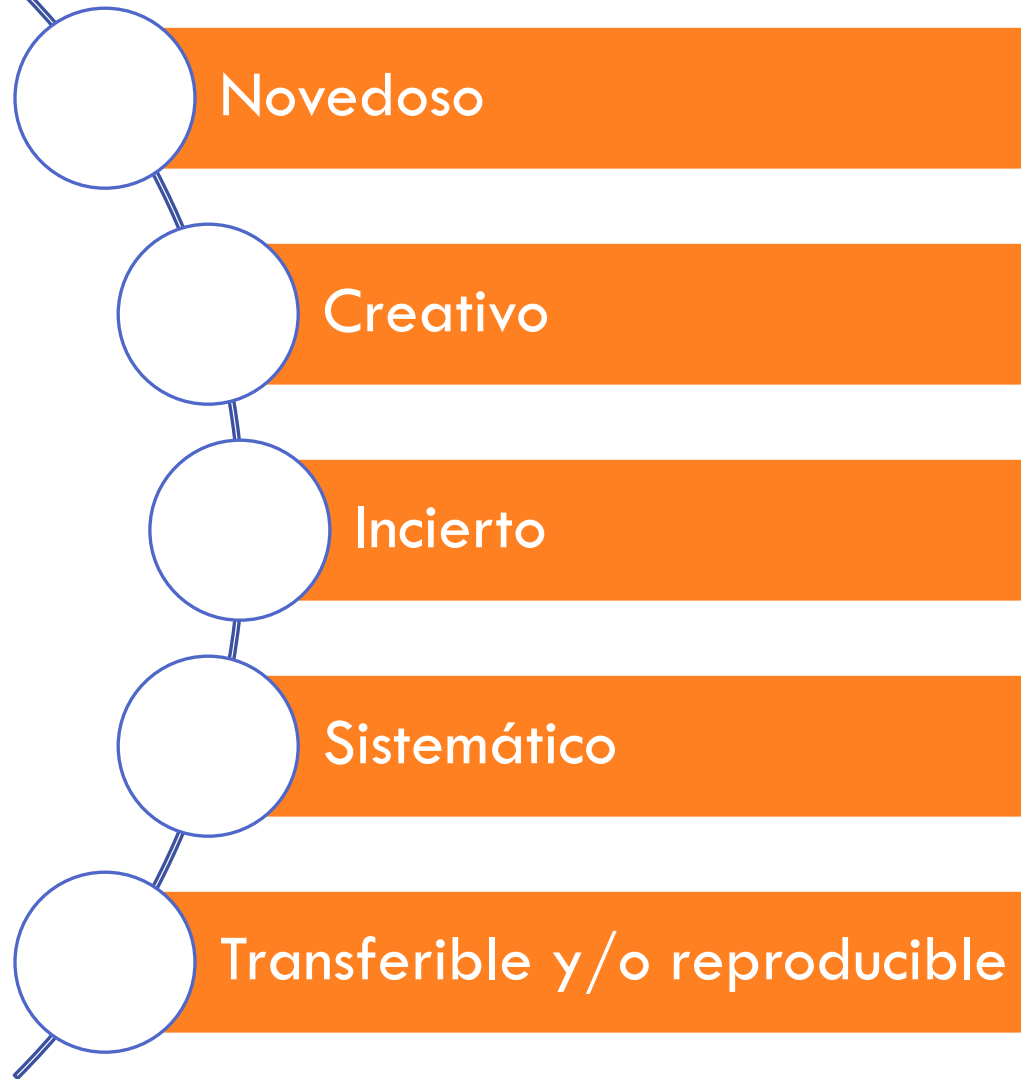 Novedoso
Creativo
Incierto
Sistemático
Transferible y/o reproducible